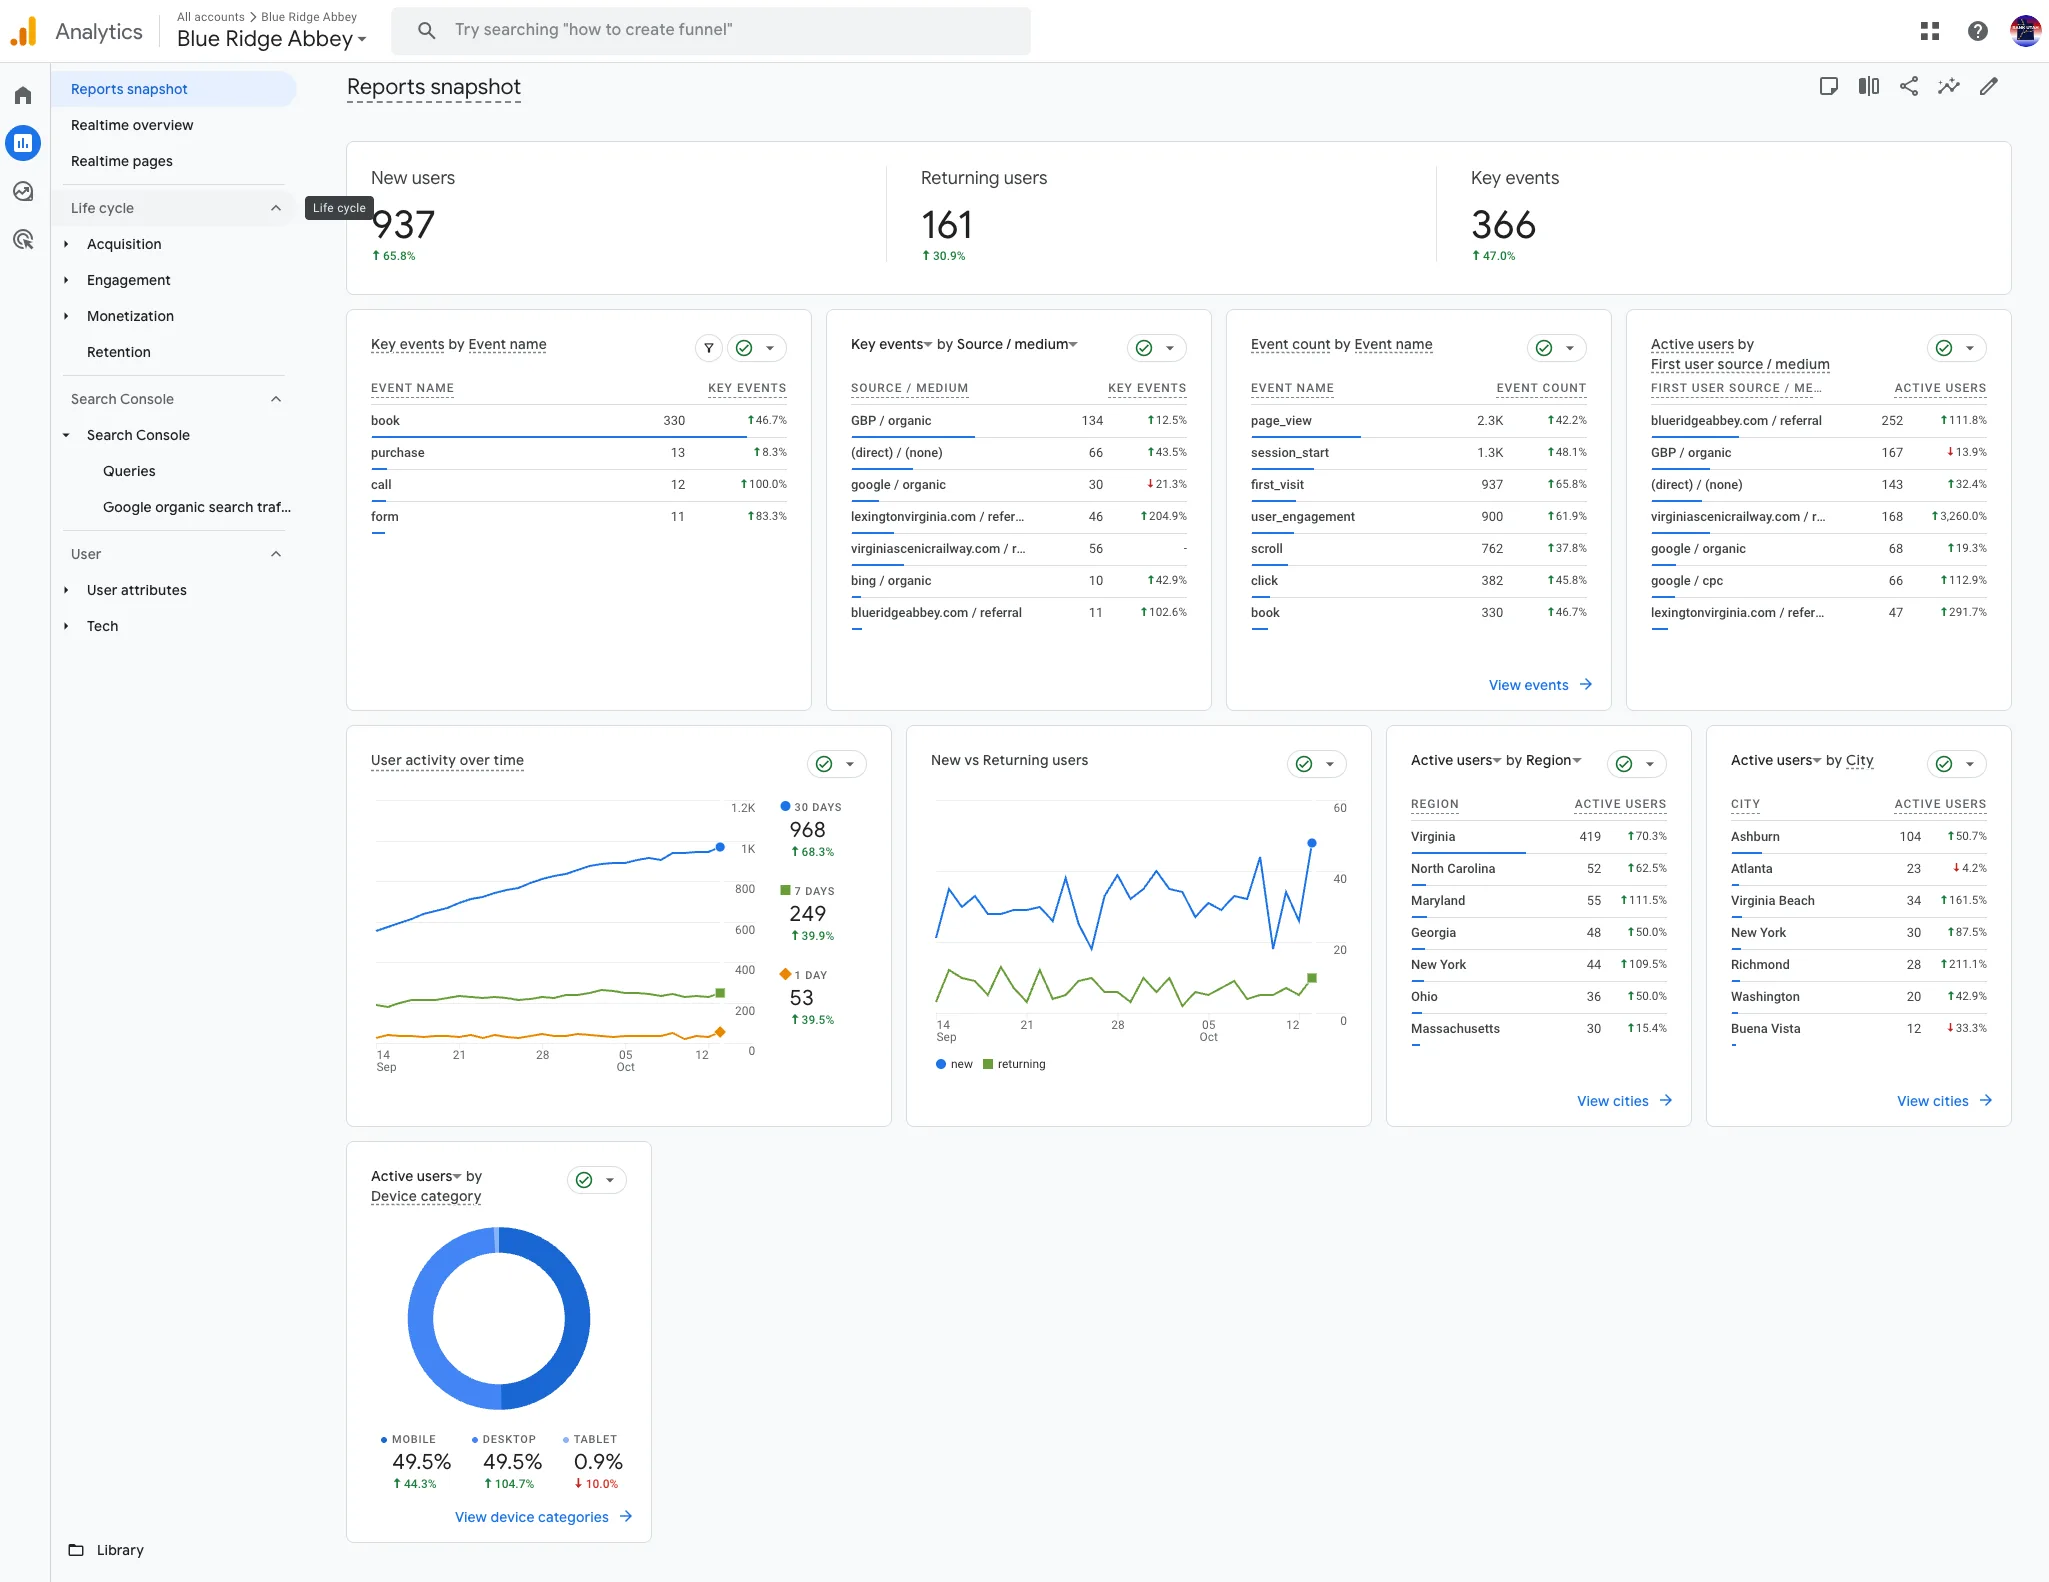 Analytics
All accounts > Blue Ridge Abbey
Blue Ridge Abbey
Try searching "how to create funnel"
Reports snapshot
Realtime overview
Realtime pages
Life cycle
Acquisition
Engagement
Monetization
Retention
Search Console
Search Console
Queries
Google organic search traf...
User
User attributes
Tech
Library
Life cycle
Reports snapshot
New users
937
65.8%
Returning users
161
30.9%
Key events
366
47.0%
Key events by Event name
EVENT NAME KEY EVENTS
book 330 46.7%
purchase 13 8.3%
call 12 100.0%
form 11 83.3%
Key events by Source / medium
SOURCE / MEDIUM KEY EVENTS
GBP / organic 134 12.5%
(direct) / (none) 66 43.5%
google / organic 30 21.3%
lexingtonvirginia.com / refer... 46 204.9%
virginiascenicrailway.com / r... 56 -
bing / organic 10 42.9%
blueridgeabbey.com / referral 11 102.6%
Event count by Event name
EVENT NAME EVENT COUNT
page_view 2.3K 42.2%
session_start 1.3K 48.1%
first_visit 937 65.8%
user_engagement 900 61.9%
scroll 762 37.8%
click 382 45.8%
book 330 46.7%
View events
Active users by
First user source / medium
FIRST USER SOURCE / ME... ACTIVE USERS
blueridgeabbey.com / referral 252 111.8%
GBP / organic 167 13.9%
(direct) / (none) 143 32.4%
virginiascenicrailway.com / r... 168 3,260.0%
google / organic 68 19.3%
google / cpc 66 112.9%
lexingtonvirginia.com / refer... 47 291.7%
User activity over time
1.2K
1K
800
600
400
200
0
14 21 28 05 12
Sep Oct
30 DAYS
968
68.3%
7 DAYS
249
39.9%
1 DAY
53
39.5%
New vs Returning users
60
40
20
0
14 21 28 05 12
Sep Oct
new returning
Active users by Region
REGION ACTIVE USERS
Virginia 419 70.3%
North Carolina 52 62.5%
Maryland 55 111.5%
Georgia 48 50.0%
New York 44 109.5%
Ohio 36 50.0%
Massachusetts 30 15.4%
View cities
Active users by City
CITY ACTIVE USERS
Ashburn 104 50.7%
Atlanta 23 4.2%
Virginia Beach 34 161.5%
New York 30 87.5%
Richmond 28 211.1%
Washington 20 42.9%
Buena Vista 12 33.3%
View cities
Active users by
Device category
MOBILE DESKTOP TABLET
49.5% 49.5% 0.9%
44.3% 104.7% 10.0%
View device categories